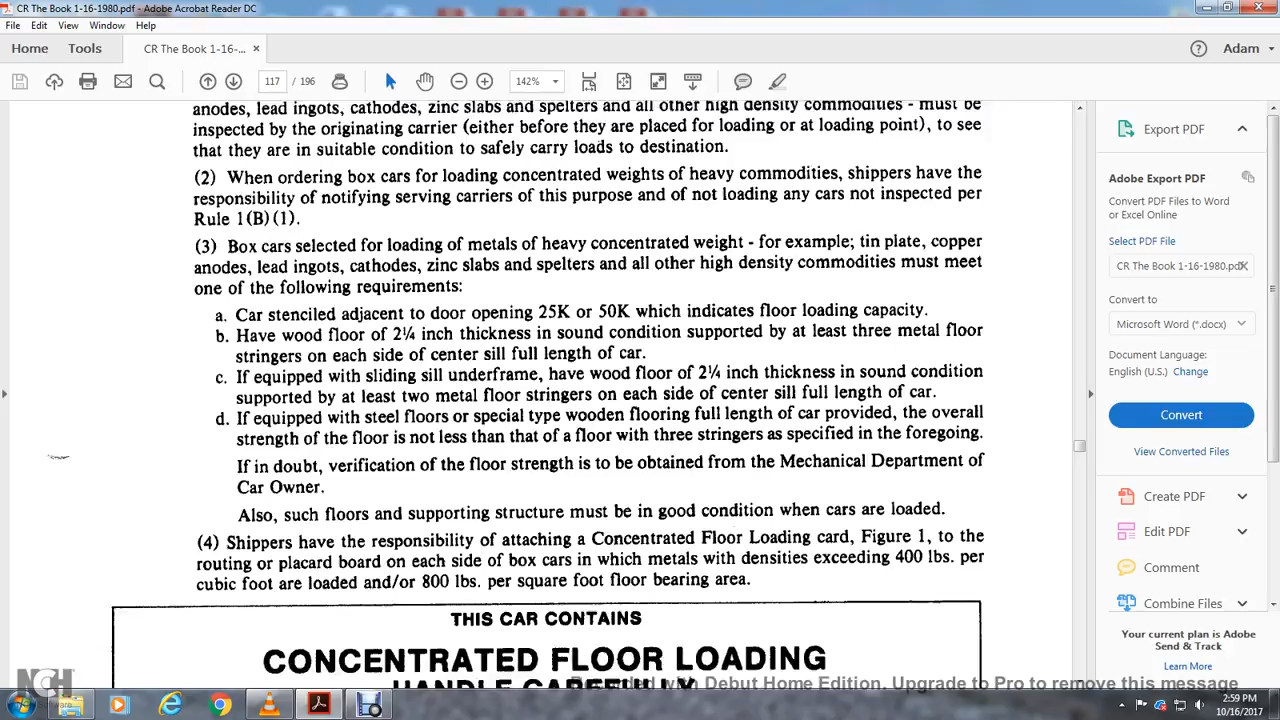 CR The Book 1-16-1980.pdf - Adobe Acrobat Reader DC
File Edit View Window Help
Home Tools CR The Book 1-16-... × Adam
117 / 196 142%
anodes, lead ingots, cathodes, zinc slabs and spelters and all other high density commodities - must be
inspected by the originating carrier (either before they are placed for loading or at loading point), to see
that they are in suitable condition to safely carry loads to destination.
(2) When ordering box cars for loading concentrated weights of heavy commodities, shippers have the
responsibility of notifying serving carriers of this purpose and of not loading any cars not inspected per
Rule 1(B)(1).
(3) Box cars selected for loading of metals of heavy concentrated weight - for example; tin plate, copper
anodes, lead ingots, cathodes, zinc slabs and spelters and all other high density commodities must meet
one of the following requirements:
a. Car stenciled adjacent to door opening 25K or 50K which indicates floor loading capacity.
b. Have wood floor of 2¼ inch thickness in sound condition supported by at least three metal floor
stringers on each side of center sill full length of car.
c. If equipped with sliding sill underframe, have wood floor of 2¼ inch thickness in sound condition
supported by at least two metal floor stringers on each side of center sill full length of car.
d. If equipped with steel floors or special type wooden flooring full length of car provided, the overall
strength of the floor is not less than that of a floor with three stringers as specified in the foregoing.
If in doubt, verification of the floor strength is to be obtained from the Mechanical Department of
Car Owner.
Also, such floors and supporting structure must be in good condition when cars are loaded.
(4) Shippers have the responsibility of attaching a Concentrated Floor Loading card, Figure 1, to the
routing or placard board on each side of box cars in which metals with densities exceeding 400 lbs. per
cubic foot are loaded and/or 800 lbs. per square foot floor bearing area.
THIS CAR CONTAINS
CONCENTRATED FLOOR LOADING
HANDLE CAREFULLY
Export PDF
Adobe Export PDF
Convert PDF Files to Word
or Excel Online
Select PDF File
CR The Book 1-16-1980.pdf
Convert to
Microsoft Word (*.docx)
Document Language:
English (U.S.) Change
Convert
View Converted Files
Create PDF
Edit PDF
Comment
Combine Files
Your current plan is Adobe
Send & Track
Learn More
NCH
Software
Recorded with Debut Home Edition. Upgrade to Pro to remove this message
2:59 PM
10/16/2017